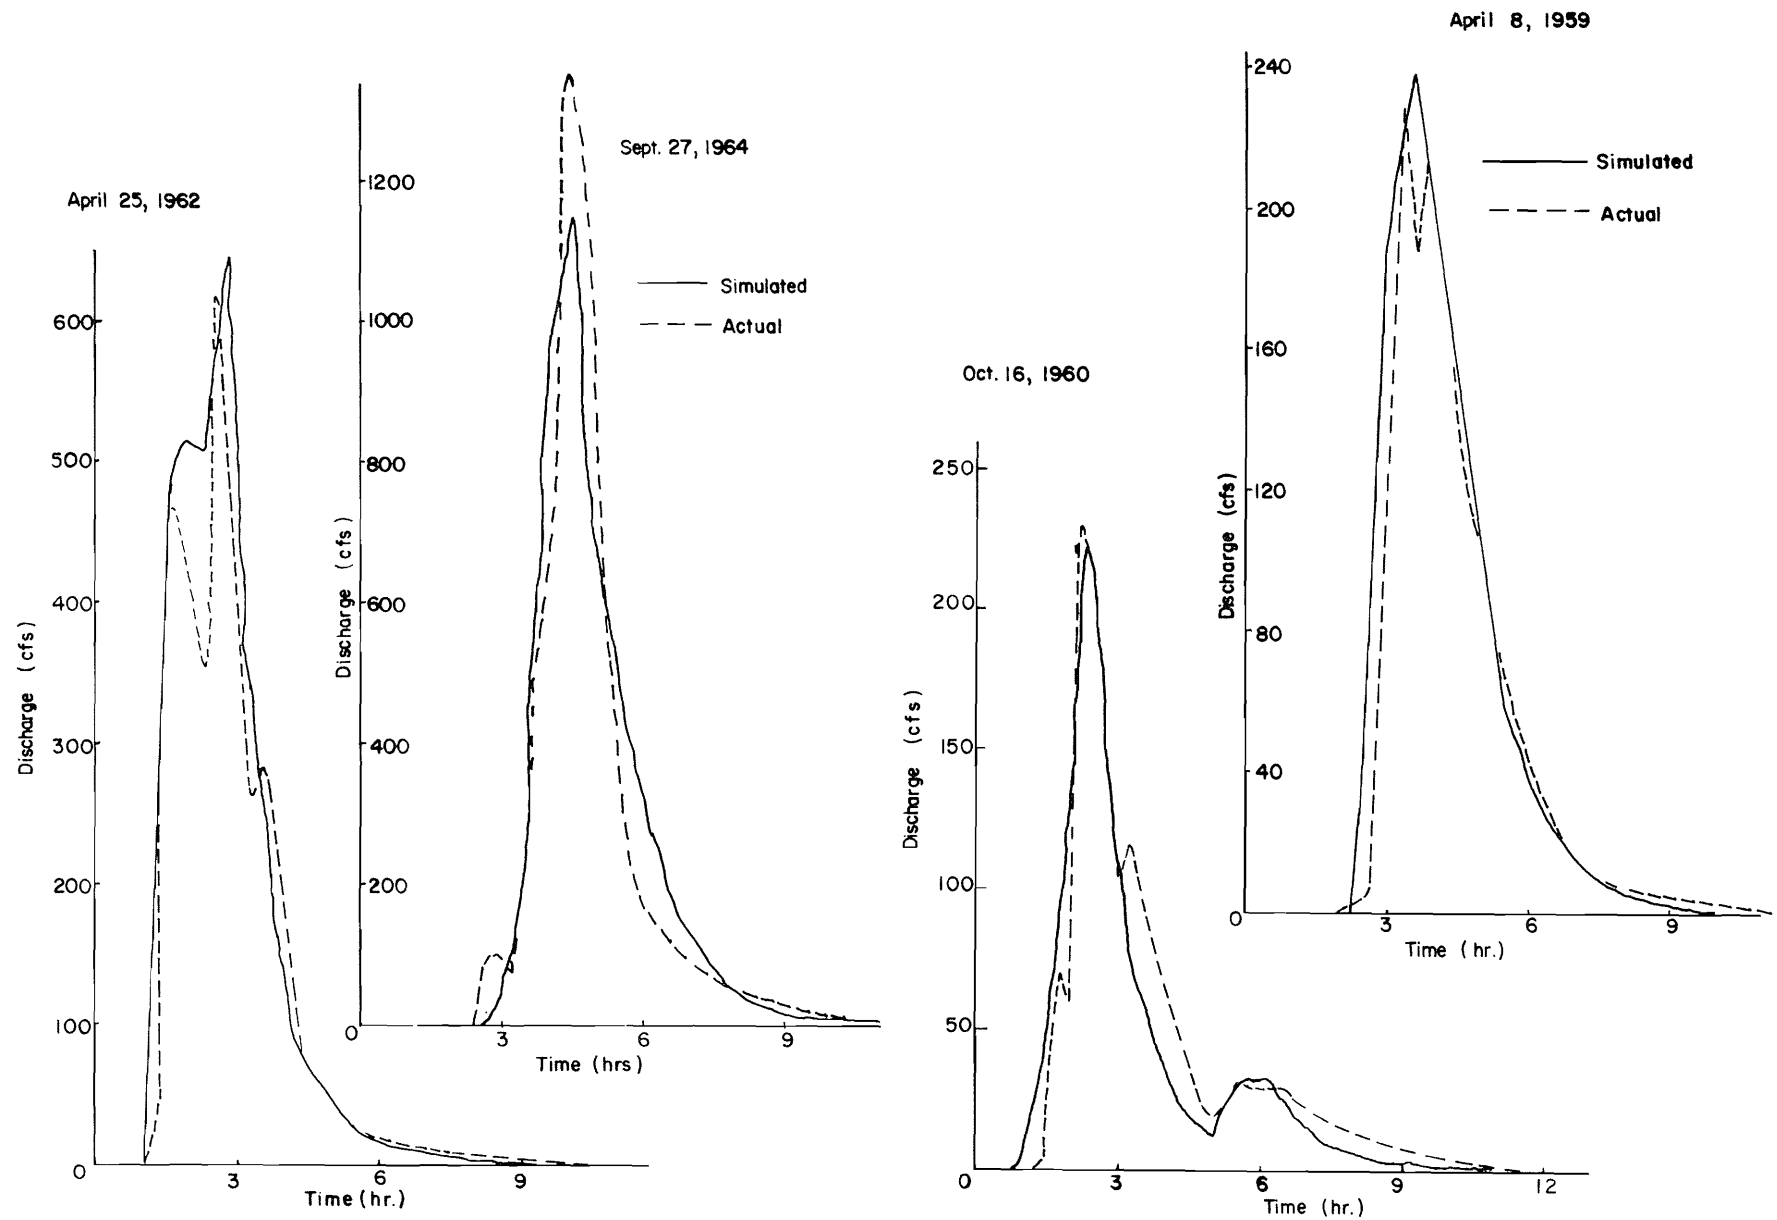 April 25, 1962
600
500
400
300
200
100
0
3
6
9
Discharge (cfs)
Time (hr.)
Sept. 27, 1964
Simulated
Actual
1200
1000
800
600
400
200
0
3
6
9
Discharge (cfs)
Time (hrs)
Oct. 16, 1960
250
200
150
100
50
0
3
6
9
12
Discharge (cfs)
Time (hr.)
April 8, 1959
Simulated
Actual
240
200
160
120
80
40
0
3
6
9
Discharge (cfs)
Time (hr.)